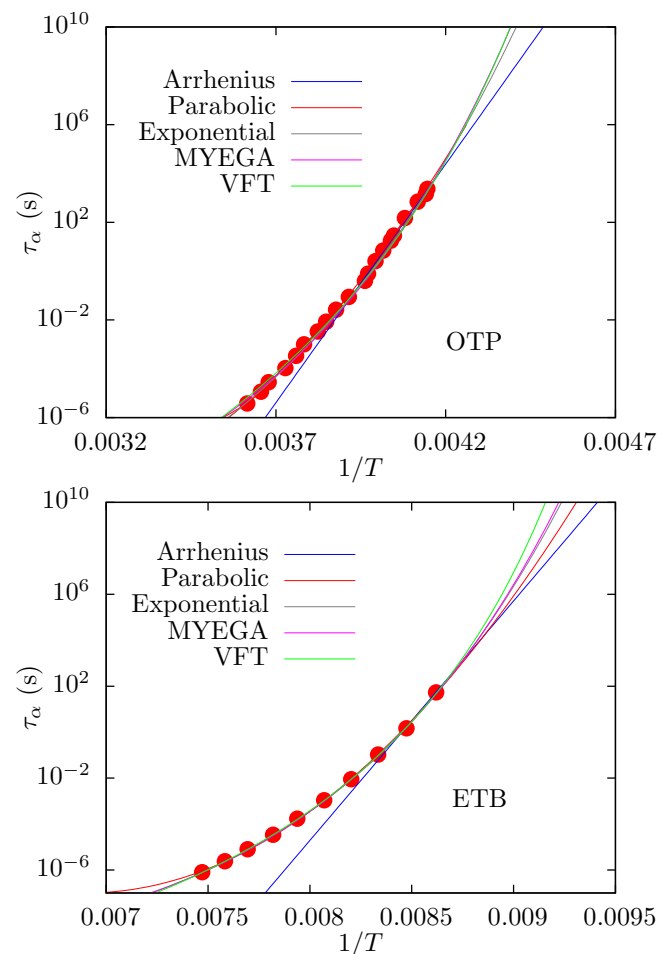 10^10
10^6
10^2
10^−2
10^−6
τ_α (s)
Arrhenius
Parabolic
Exponential
MYEGA
VFT
OTP
0.0032 0.0037 0.0042 0.0047
1/T
10^10
10^6
10^2
10^−2
10^−6
τ_α (s)
Arrhenius
Parabolic
Exponential
MYEGA
VFT
ETB
0.007 0.0075 0.008 0.0085 0.009 0.0095
1/T